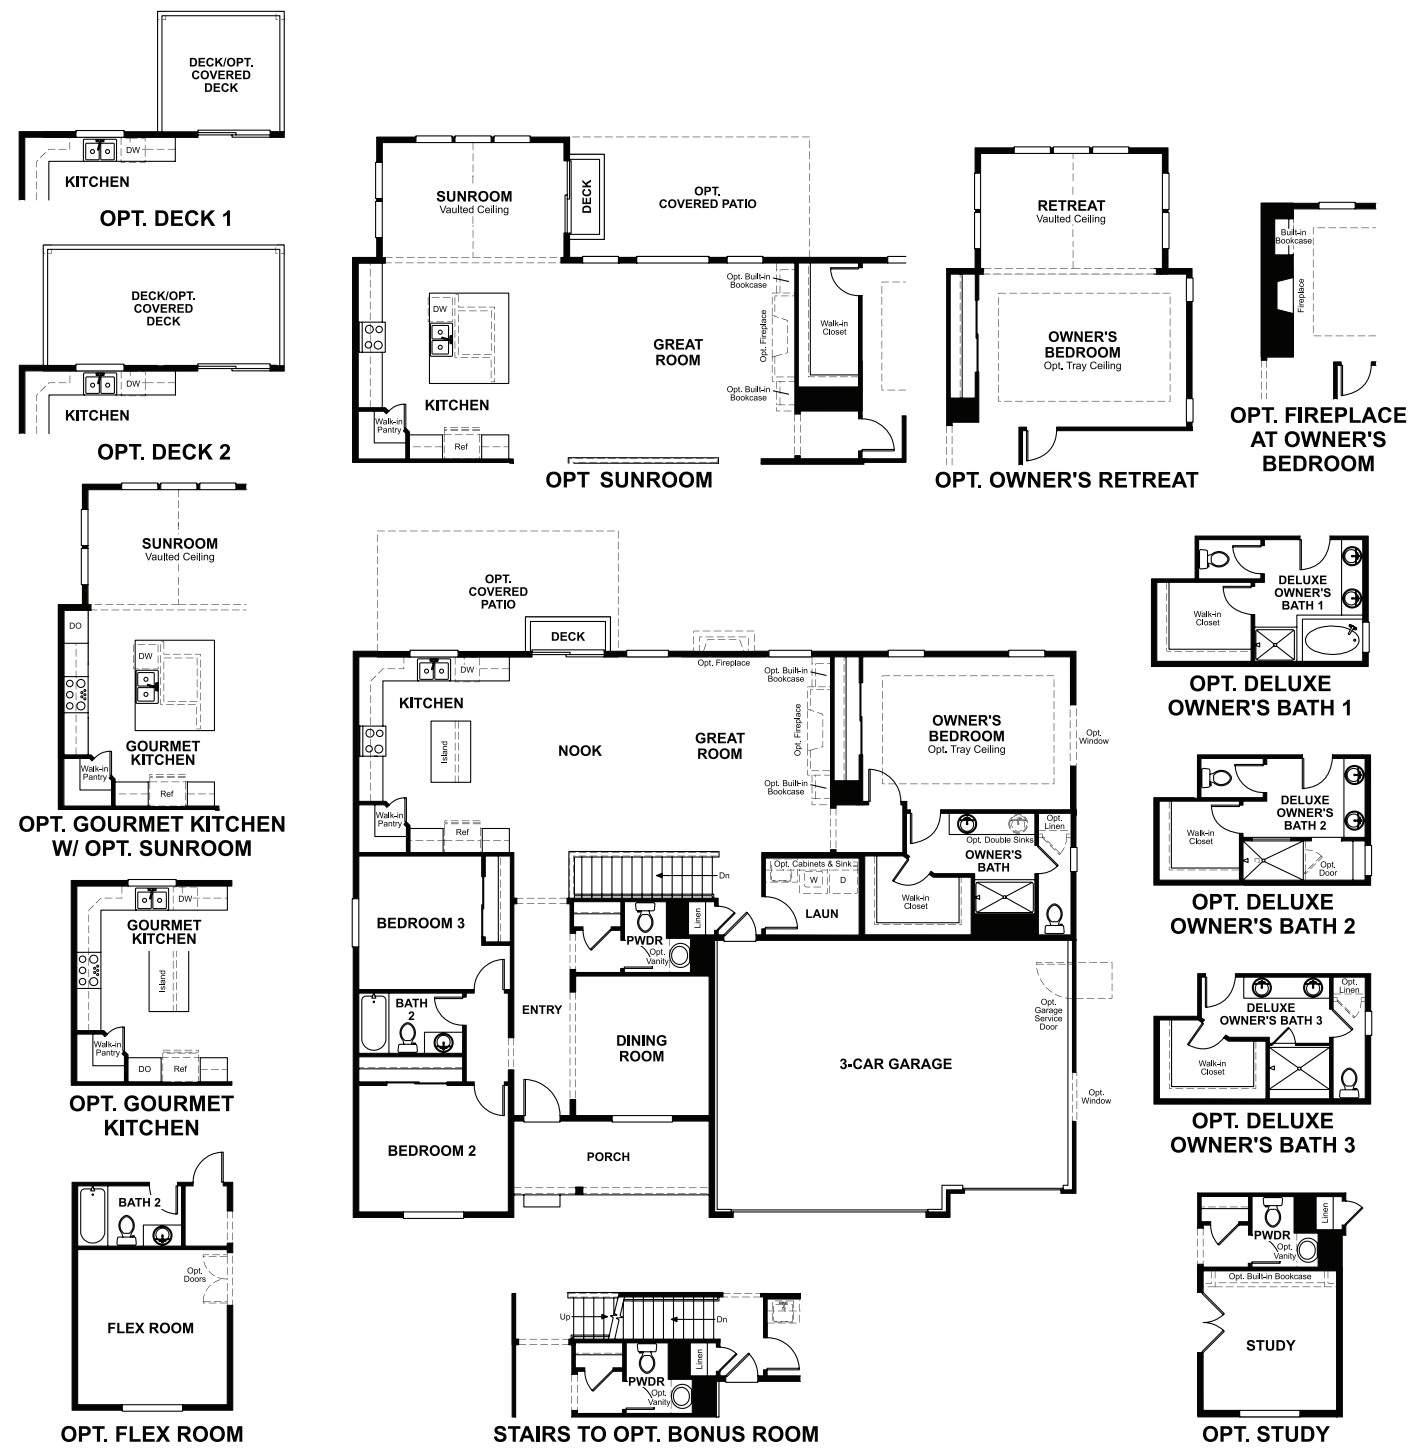 DECK/OPT.
COVERED
DECK
DW
KITCHEN
OPT. DECK 1
DECK/OPT.
COVERED
DECK
DW
KITCHEN
OPT. DECK 2
SUNROOM
Vaulted Ceiling
DECK
OPT.
COVERED PATIO
Opt. Built-in
Bookcase
DW
Walk-in
Closet
GREAT
ROOM
Opt. Fireplace
Opt. Built-in
Bookcase
KITCHEN
Walk-in
Pantry
Ref
OPT SUNROOM
RETREAT
Vaulted Ceiling
OWNER'S
BEDROOM
Opt. Tray Ceiling
OPT. OWNER'S RETREAT
Built-in
Bookcase
Fireplace
OPT. FIREPLACE
AT OWNER'S
BEDROOM
SUNROOM
Vaulted Ceiling
DO
DW
GOURMET
KITCHEN
Walk-in
Pantry
Ref
OPT. GOURMET KITCHEN
W/ OPT. SUNROOM
DW
GOURMET
KITCHEN
Island
Walk-in
Pantry
DO
Ref
OPT. GOURMET
KITCHEN
BATH 2
Opt.
Doors
FLEX ROOM
OPT. FLEX ROOM
OPT.
COVERED
PATIO
DECK
Opt. Fireplace
DW
KITCHEN
Island
NOOK
GREAT
ROOM
Opt. Built-in
Bookcase
Opt. Fireplace
Opt. Built-in
Bookcase
OWNER'S
BEDROOM
Opt. Tray Ceiling
Opt.
Window
Walk-in
Pantry
Ref
Opt. Double Sinks
Opt.
Linen
OWNER'S
BATH
Dn
Opt. Cabinets & Sink
W
D
LAUN
Walk-in
Closet
BEDROOM 3
PWDR
Opt.
Vanity
Linen
BATH
2
ENTRY
DINING
ROOM
Opt.
Garage
Service
Door
3-CAR GARAGE
Opt.
Window
BEDROOM 2
PORCH
Up
Dn
PWDR
Opt.
Vanity
Linen
STAIRS TO OPT. BONUS ROOM
DELUXE
OWNER'S
BATH 1
Walk-in
Closet
OPT. DELUXE
OWNER'S BATH 1
DELUXE
OWNER'S
BATH 2
Walk-in
Closet
Opt.
Door
OPT. DELUXE
OWNER'S BATH 2
Opt.
Linen
DELUXE
OWNER'S BATH 3
Walk-in
Closet
OPT. DELUXE
OWNER'S BATH 3
PWDR
Opt.
Vanity
Linen
Opt. Built-in Bookcase
STUDY
OPT. STUDY